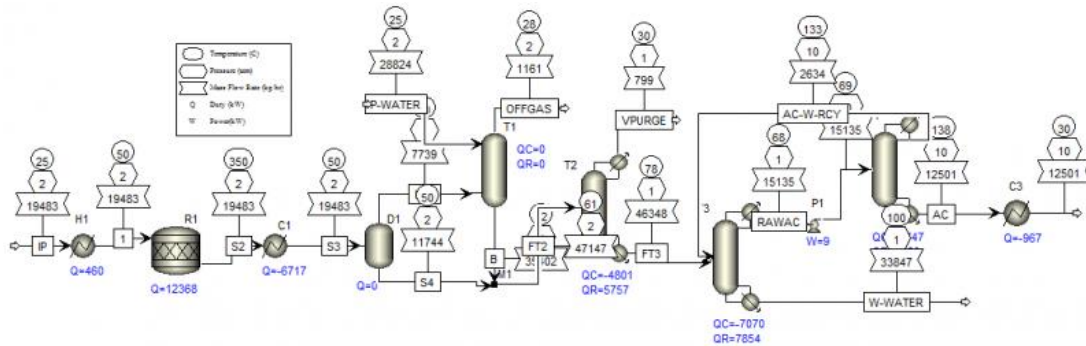 Temperature (C)
Pressure (atm)
Mass Flow Rate (kg/hr)
Q Duty (kW)
W Power(kW)
25
2
19483
IP
H1
Q=460
50
2
19483
1
R1
Q=12368
350
2
19483
S2
C1
Q=-6717
50
2
19483
S3
D1
Q=0
25
2
28824
P-WATER
7739
50
2
11744
S4
28
2
1161
OFFGAS
T1
QC=0
QR=0
B
FT2
61
2
47147
30
1
799
VPURGE
T2
QC=-4801
QR=5757
78
1
46348
FT3
QC=-7070
QR=7854
68
1
15135
RAWAC
P1
W=9
133
10
2634
AC-W-RCY
69
15135
100
1
33847
W-WATER
138
10
12501
AC
C3
Q=-967
30
10
12501